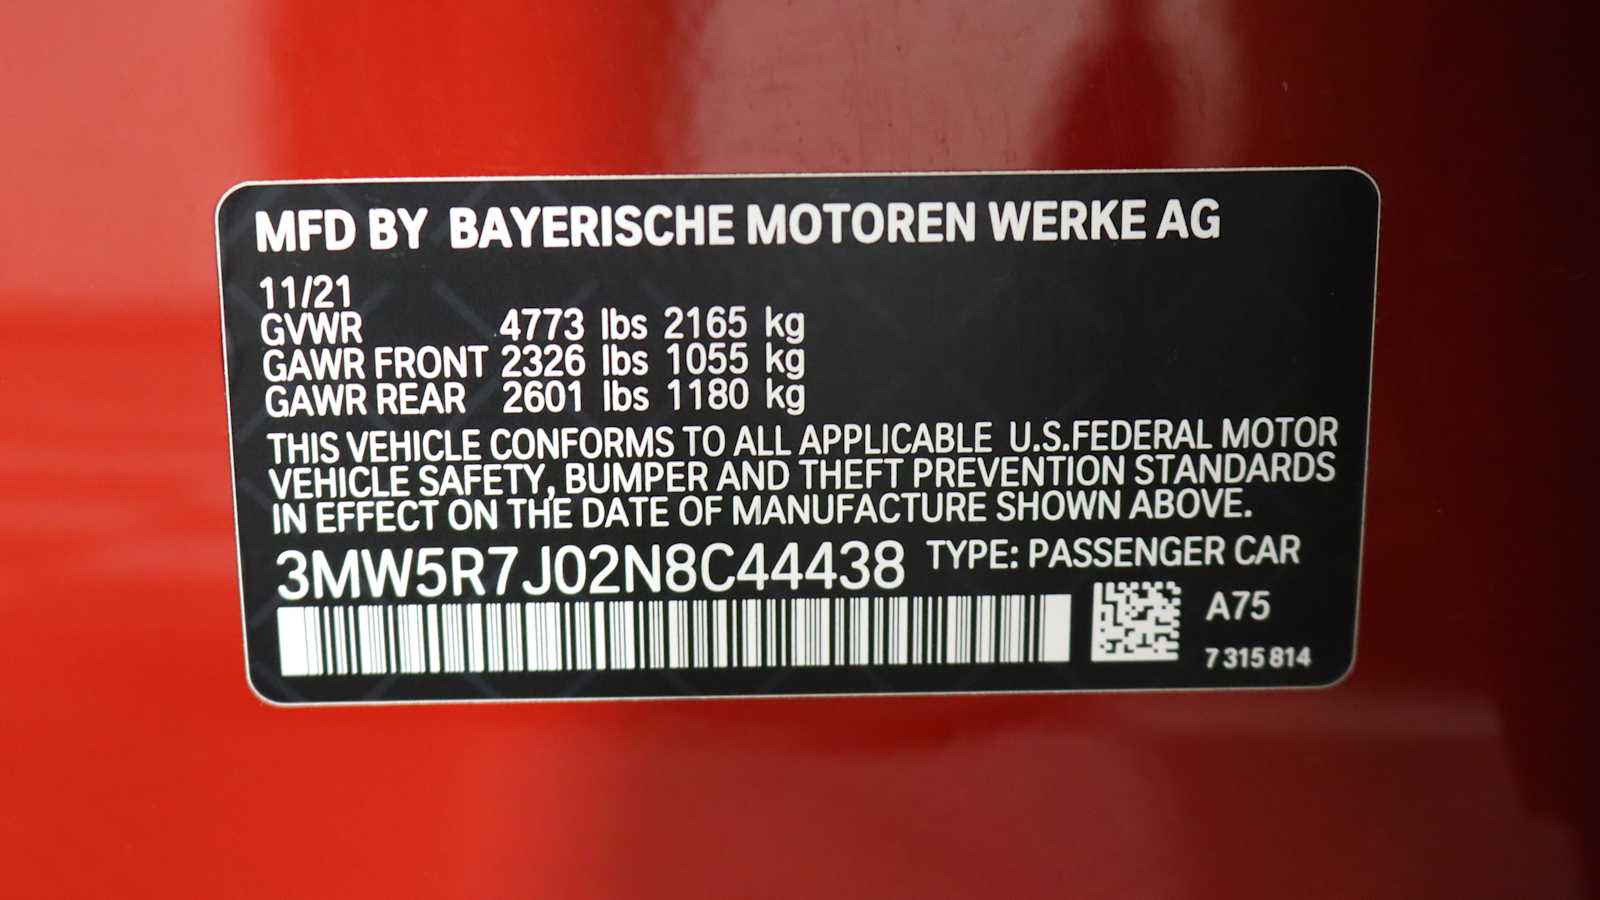 MFD BY BAYERISCHE MOTOREN WERKE AG
11/21
GVWR 4773 lbs 2165 kg
GAWR FRONT 2326 lbs 1055 kg
GAWR REAR 2601 lbs 1180 kg
THIS VEHICLE CONFORMS TO ALL APPLICABLE U.S.FEDERAL MOTOR
VEHICLE SAFETY, BUMPER AND THEFT PREVENTION STANDARDS
IN EFFECT ON THE DATE OF MANUFACTURE SHOWN ABOVE.
3MW5R7J02N8C44438 TYPE: PASSENGER CAR
A75
7 315 814